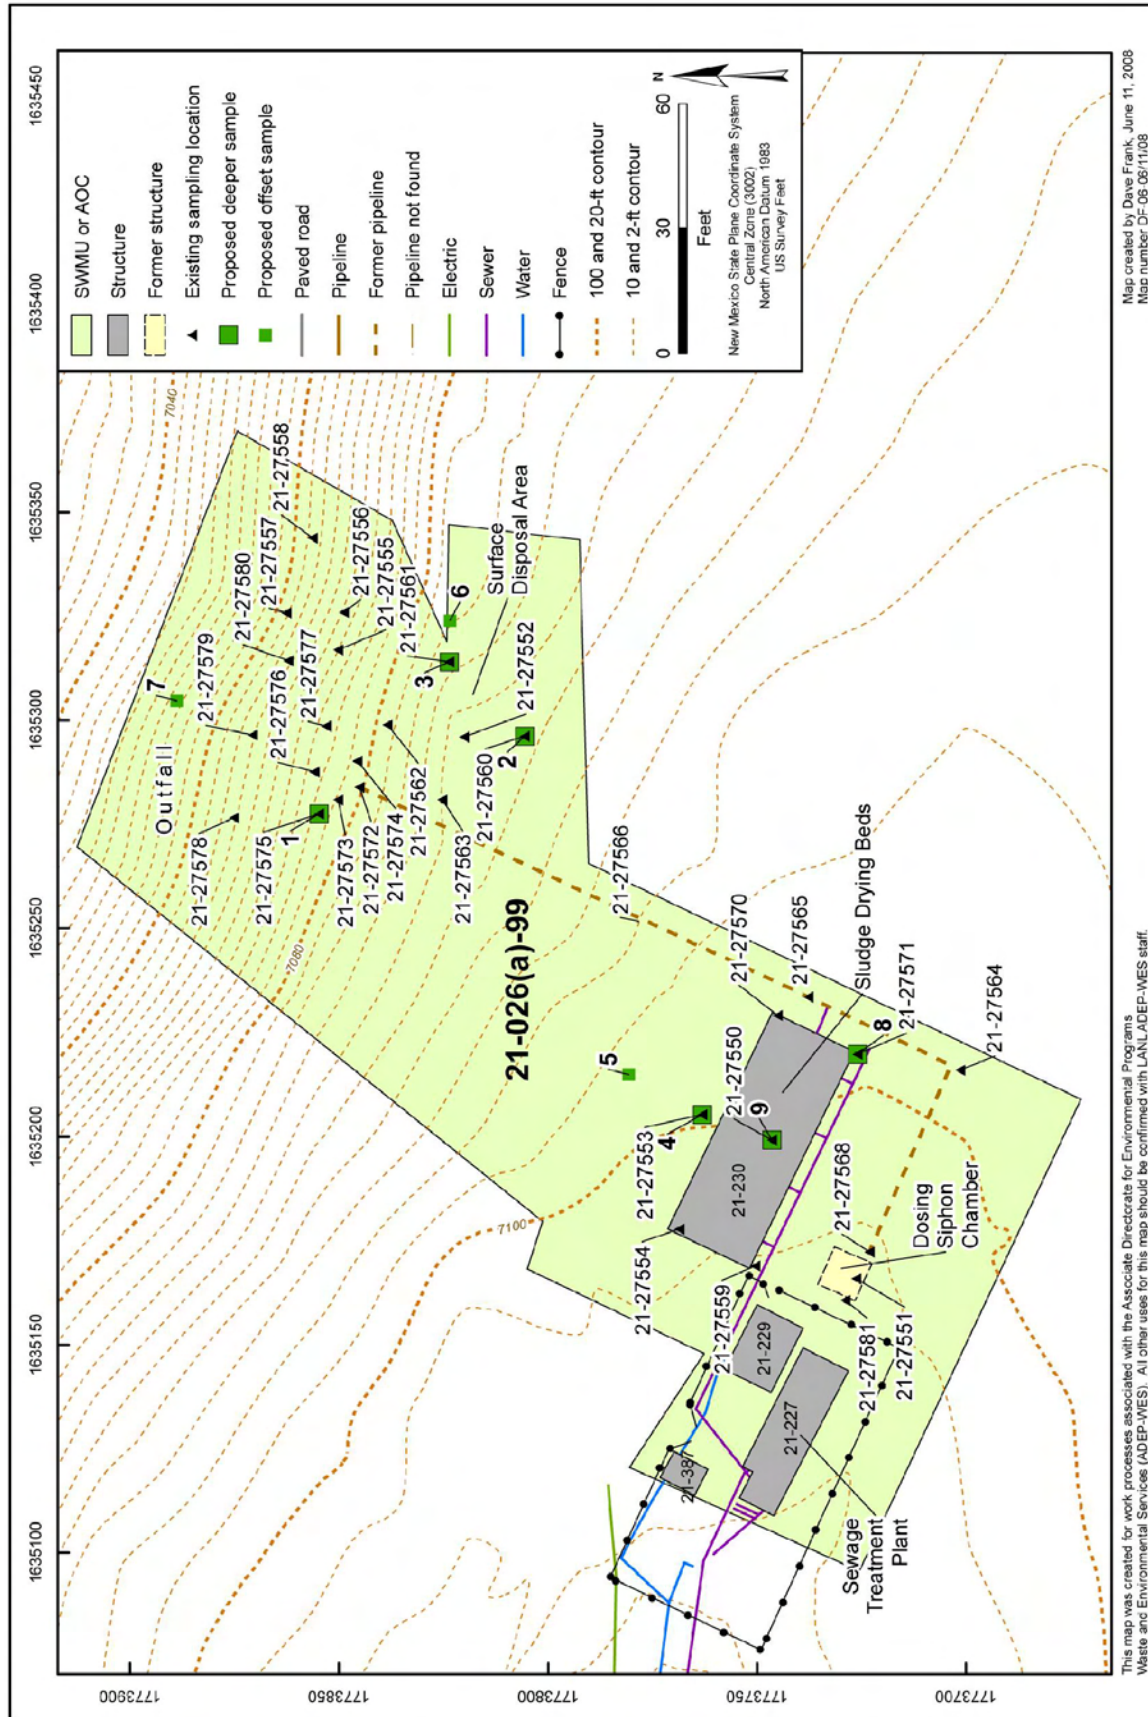 1635100
1635150
1635200
1635250
1635300
1635350
1635400
1635450
1773900
1773850
1773800
1773750
1773700
SWMU or AOC
Structure
Former structure
Existing sampling location
Proposed deeper sample
Proposed offset sample
Paved road
Pipeline
Former pipeline
Pipeline not found
Electric
Sewer
Water
Fence
100 and 20-ft contour
10 and 2-ft contour
0 30 60
Feet
N
New Mexico State Plane Coordinate System
Central Zone (3002)
North American Datum 1983
US Survey Feet
7040
7080
7100
Outfall
7
21-27578
21-27579
21-27580
21-27557
21-27558
21-27576
21-27577
21-27575
1
21-27573
21-27572
21-27574
21-27562
21-27563
21-27556
21-27555
21-27561
3
6
21-27560
2
21-27552
Surface
Disposal Area
21-026(a)-99
21-27566
5
4
21-27553
21-27554
21-27550
9
21-27570
21-27565
Sludge Drying Beds
8
21-27571
21-27564
21-230
21-27559
21-27568
Dosing
Siphon
Chamber
21-27581
21-27551
21-229
21-227
21-387
Sewage
Treatment
Plant
This map was created for work processes associated with the Associate Directorate for Environmental Programs
Waste and Environmental Services (ADEP-WES). All other uses for this map should be confirmed with LANL ADEP-WES staff.
Map created by Dave Frank, June 11, 2008
Map number DF-06-06/11/08